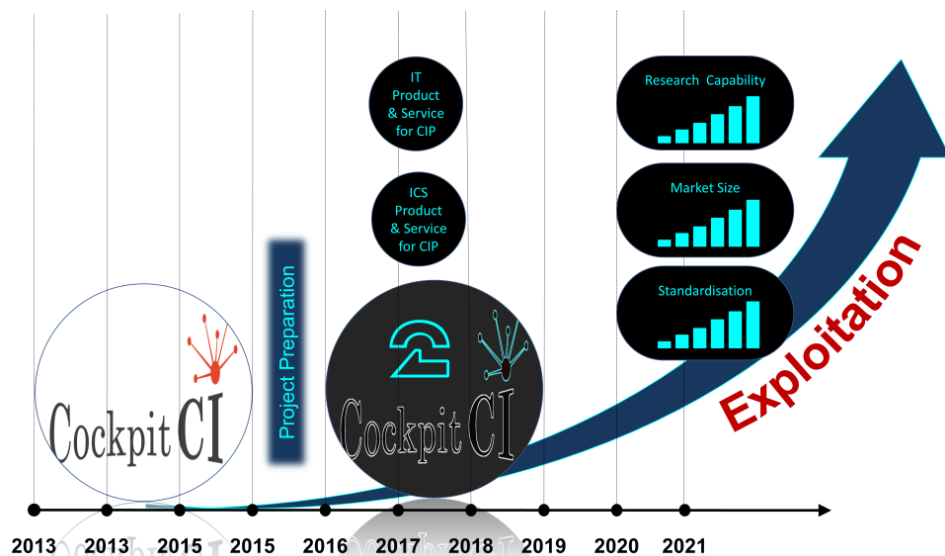 IT
Product
& Service
for CIP
ICS
Product
& Service
for CIP
Research Capability
Market Size
Standardisation
Project Preparation
Cockpit CI
2
Cockpit CI
Exploitation
2013 2013 2015 2015 2016 2017 2018 2019 2020 2021